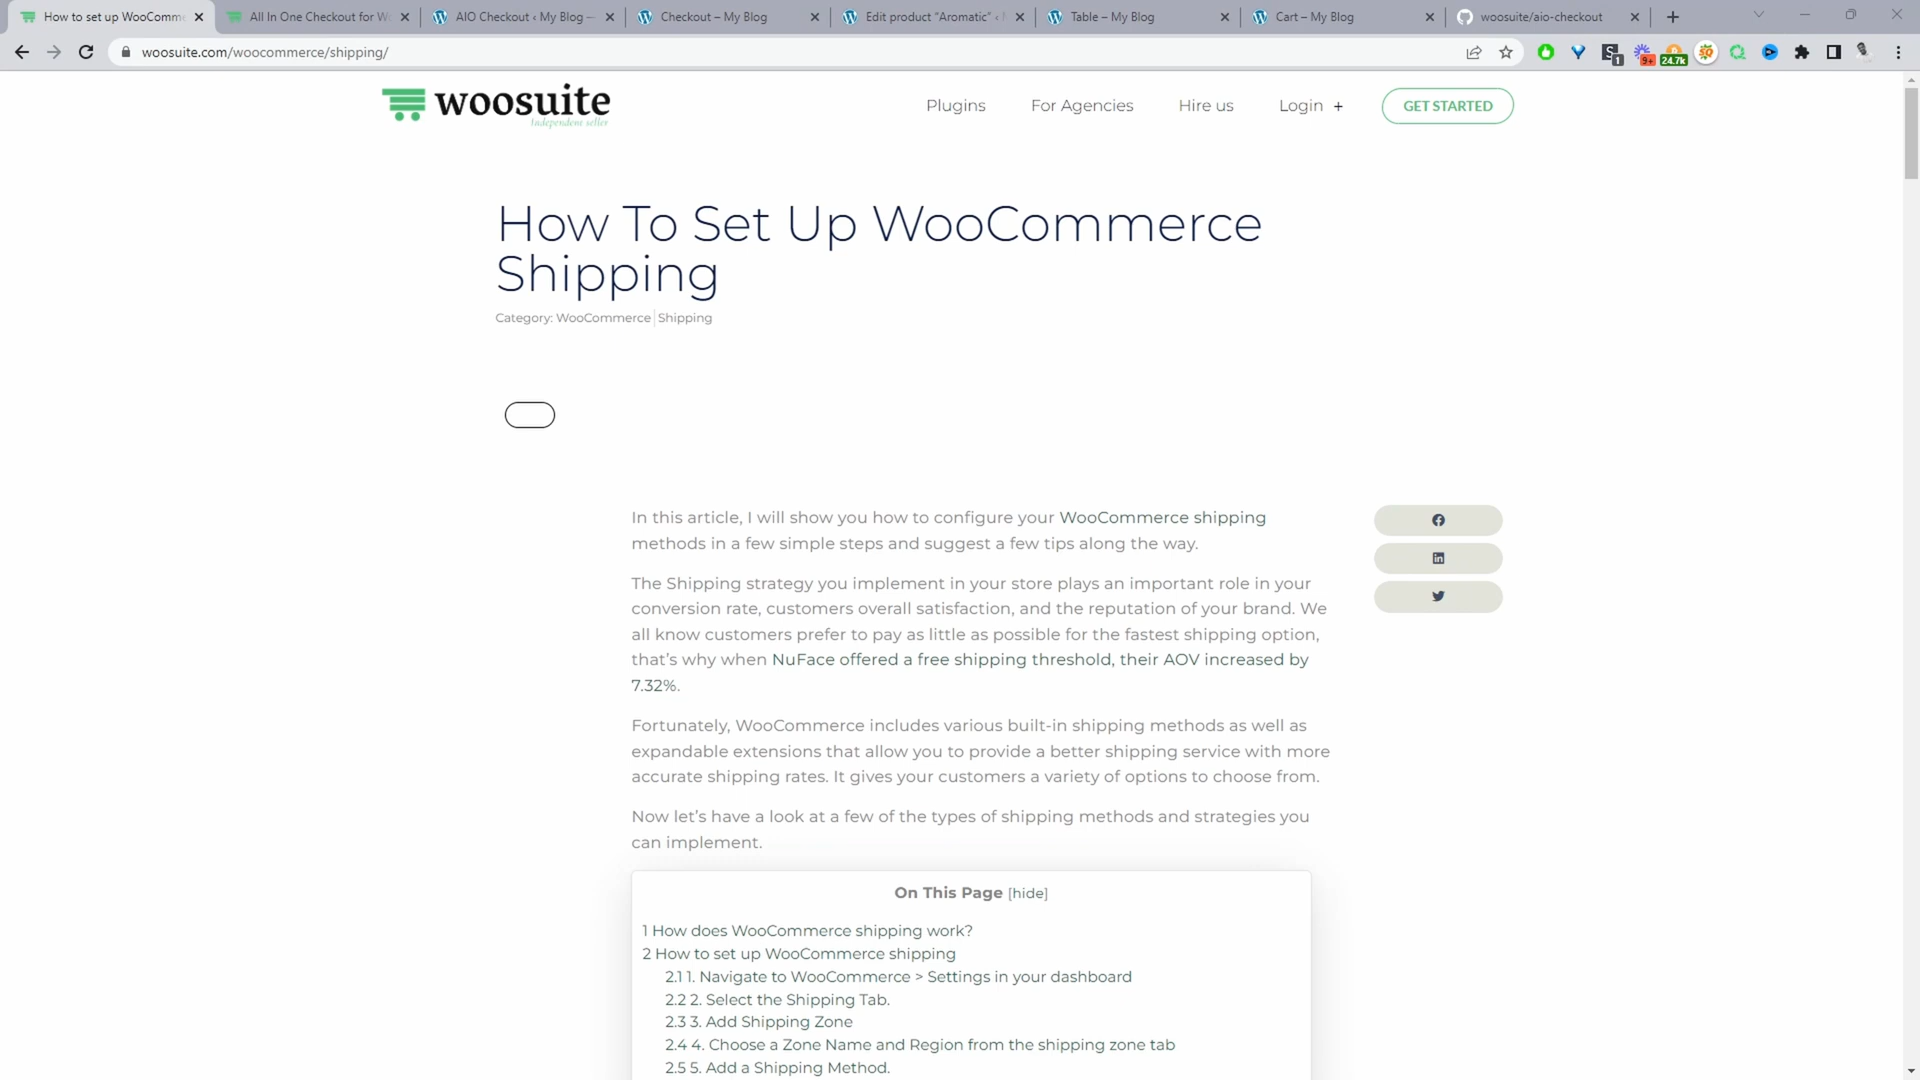 How to set up WooComm
All In One Checkout for W
AIO Checkout ‹ My Blog —
Checkout – My Blog
Edit product “Aromatic” ‹
Table – My Blog
Cart – My Blog
woosuite/aio-checkout
woosuite.com/woocommerce/shipping/
1
9+
24.7k
woosuite
Independent seller
Plugins
For Agencies
Hire us
Login +
GET STARTED
How To Set Up WooCommerce
Shipping
Category: WooCommerce Shipping
In this article, I will show you how to configure your WooCommerce shipping
methods in a few simple steps and suggest a few tips along the way.
The Shipping strategy you implement in your store plays an important role in your
conversion rate, customers overall satisfaction, and the reputation of your brand. We
all know customers prefer to pay as little as possible for the fastest shipping option,
that’s why when NuFace offered a free shipping threshold, their AOV increased by
7.32%.
Fortunately, WooCommerce includes various built-in shipping methods as well as
expandable extensions that allow you to provide a better shipping service with more
accurate shipping rates. It gives your customers a variety of options to choose from.
Now let’s have a look at a few of the types of shipping methods and strategies you
can implement.
On This Page [hide]
1 How does WooCommerce shipping work?
2 How to set up WooCommerce shipping
2.1 1. Navigate to WooCommerce > Settings in your dashboard
2.2 2. Select the Shipping Tab.
2.3 3. Add Shipping Zone
2.4 4. Choose a Zone Name and Region from the shipping zone tab
2.5 5. Add a Shipping Method.